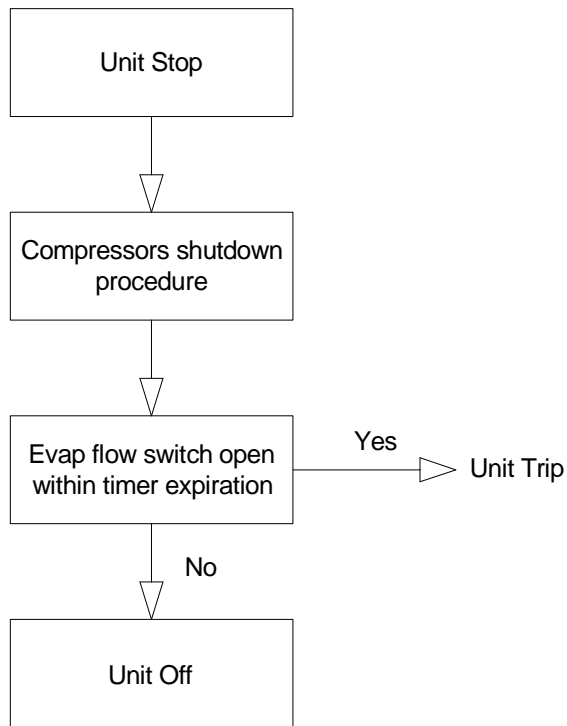 Unit Stop
Compressors shutdown
procedure
Evap flow switch open
within timer expiration
Yes
Unit Trip
No
Unit Off